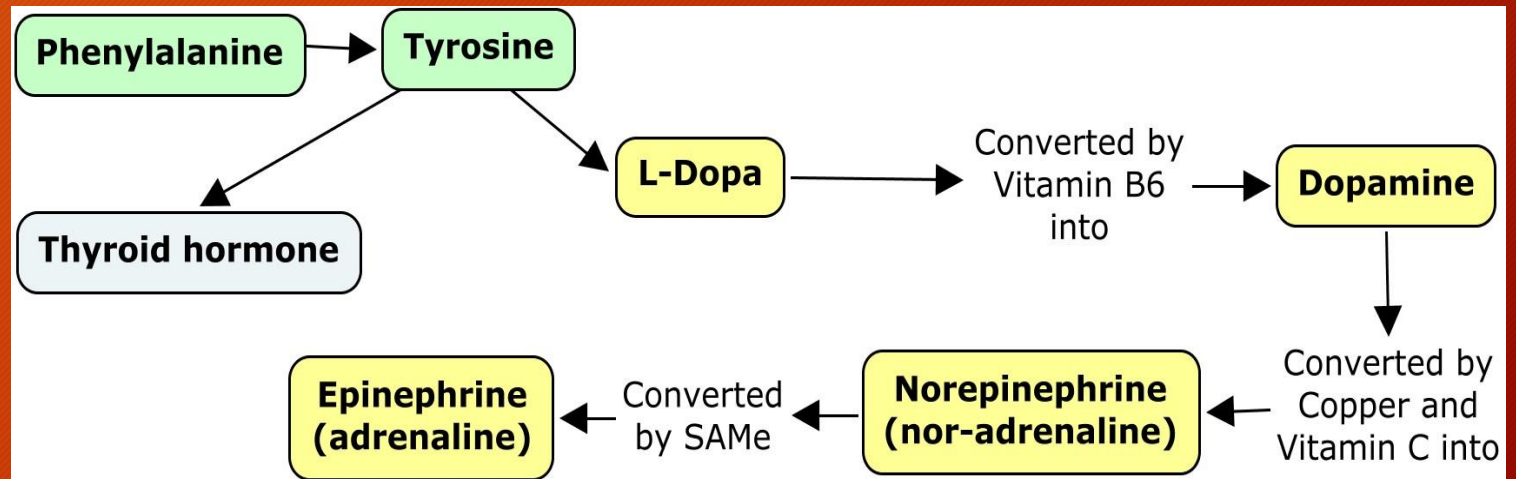 Phenylalanine
Tyrosine
Thyroid hormone
L-Dopa
Converted by
Vitamin B6
into
Dopamine
Converted by
Copper and
Vitamin C into
Norepinephrine
(nor-adrenaline)
Converted
by SAMe
Epinephrine
(adrenaline)